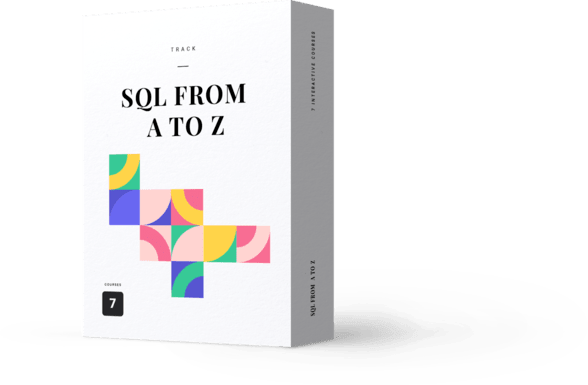 TRACK
SQL FROM
A TO Z
COURSES
7
7 INTERACTIVE COURSES
SQL FROM A TO Z